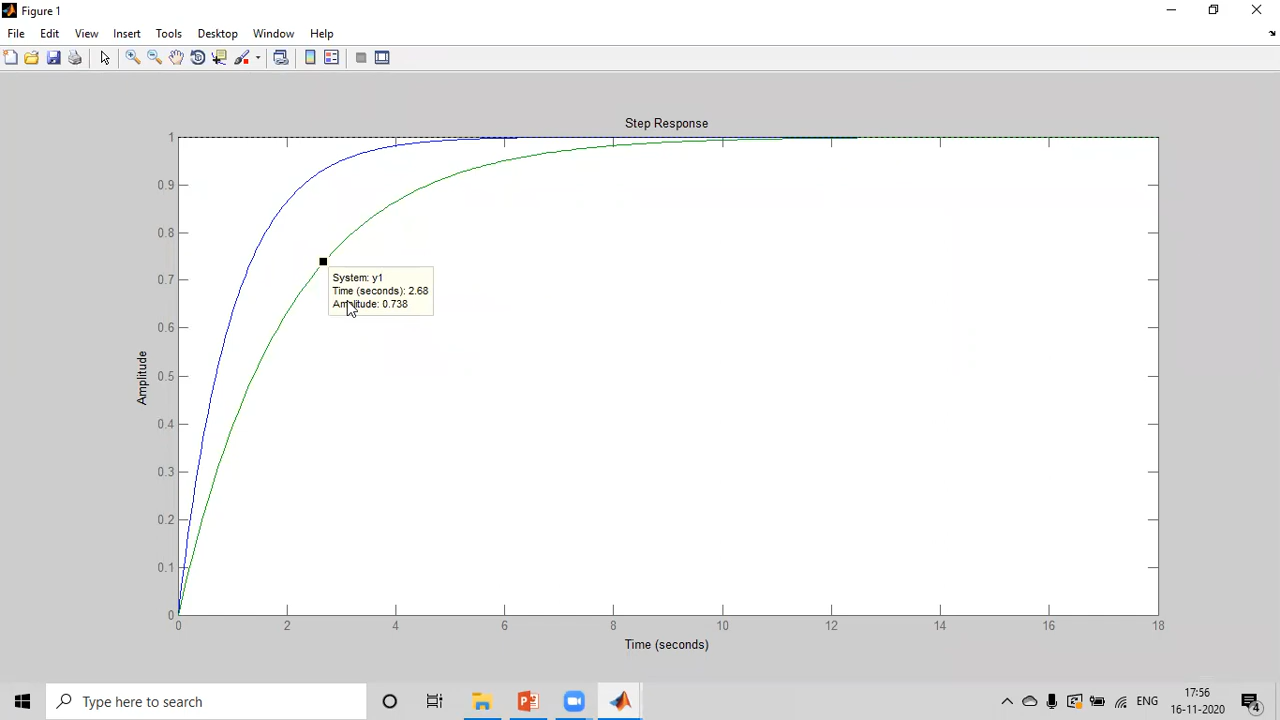 Figure 1
File Edit View Insert Tools Desktop Window Help
Step Response
1
0.9
0.8
0.7
0.6
0.5
0.4
0.3
0.2
0.1
0
Amplitude
System: y1
Time (seconds): 2.68
Amplitude: 0.738
0 2 4 6 8 10 12 14 16 18
Time (seconds)
Type here to search
ENG
17:56
16-11-2020
4